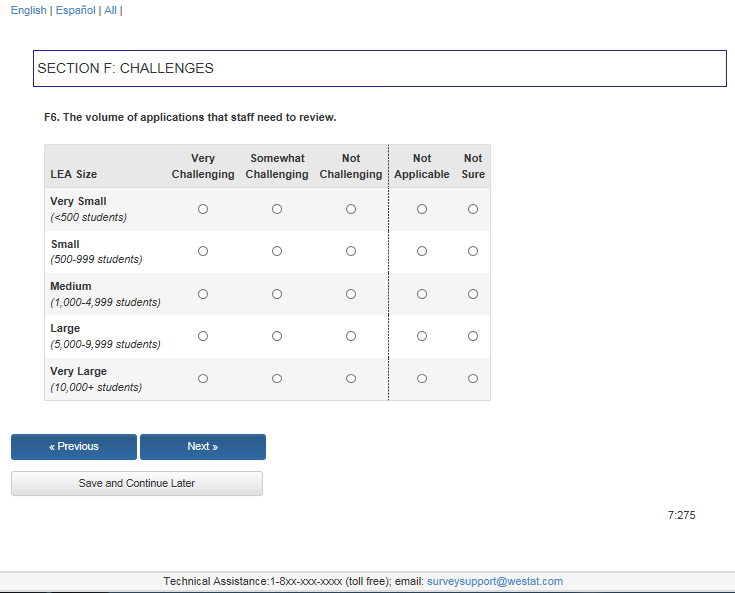 English | Español | All |
SECTION F: CHALLENGES
F6. The volume of applications that staff need to review.
LEA Size Very Challenging Somewhat Challenging Not Challenging Not Applicable Not Sure
Very Small
(<500 students)
Small
(500-999 students)
Medium
(1,000-4,999 students)
Large
(5,000-9,999 students)
Very Large
(10,000+ students)
« Previous Next »
Save and Continue Later
7:275
Technical Assistance:1-8xx-xxx-xxxx (toll free); email: surveysupport@westat.com